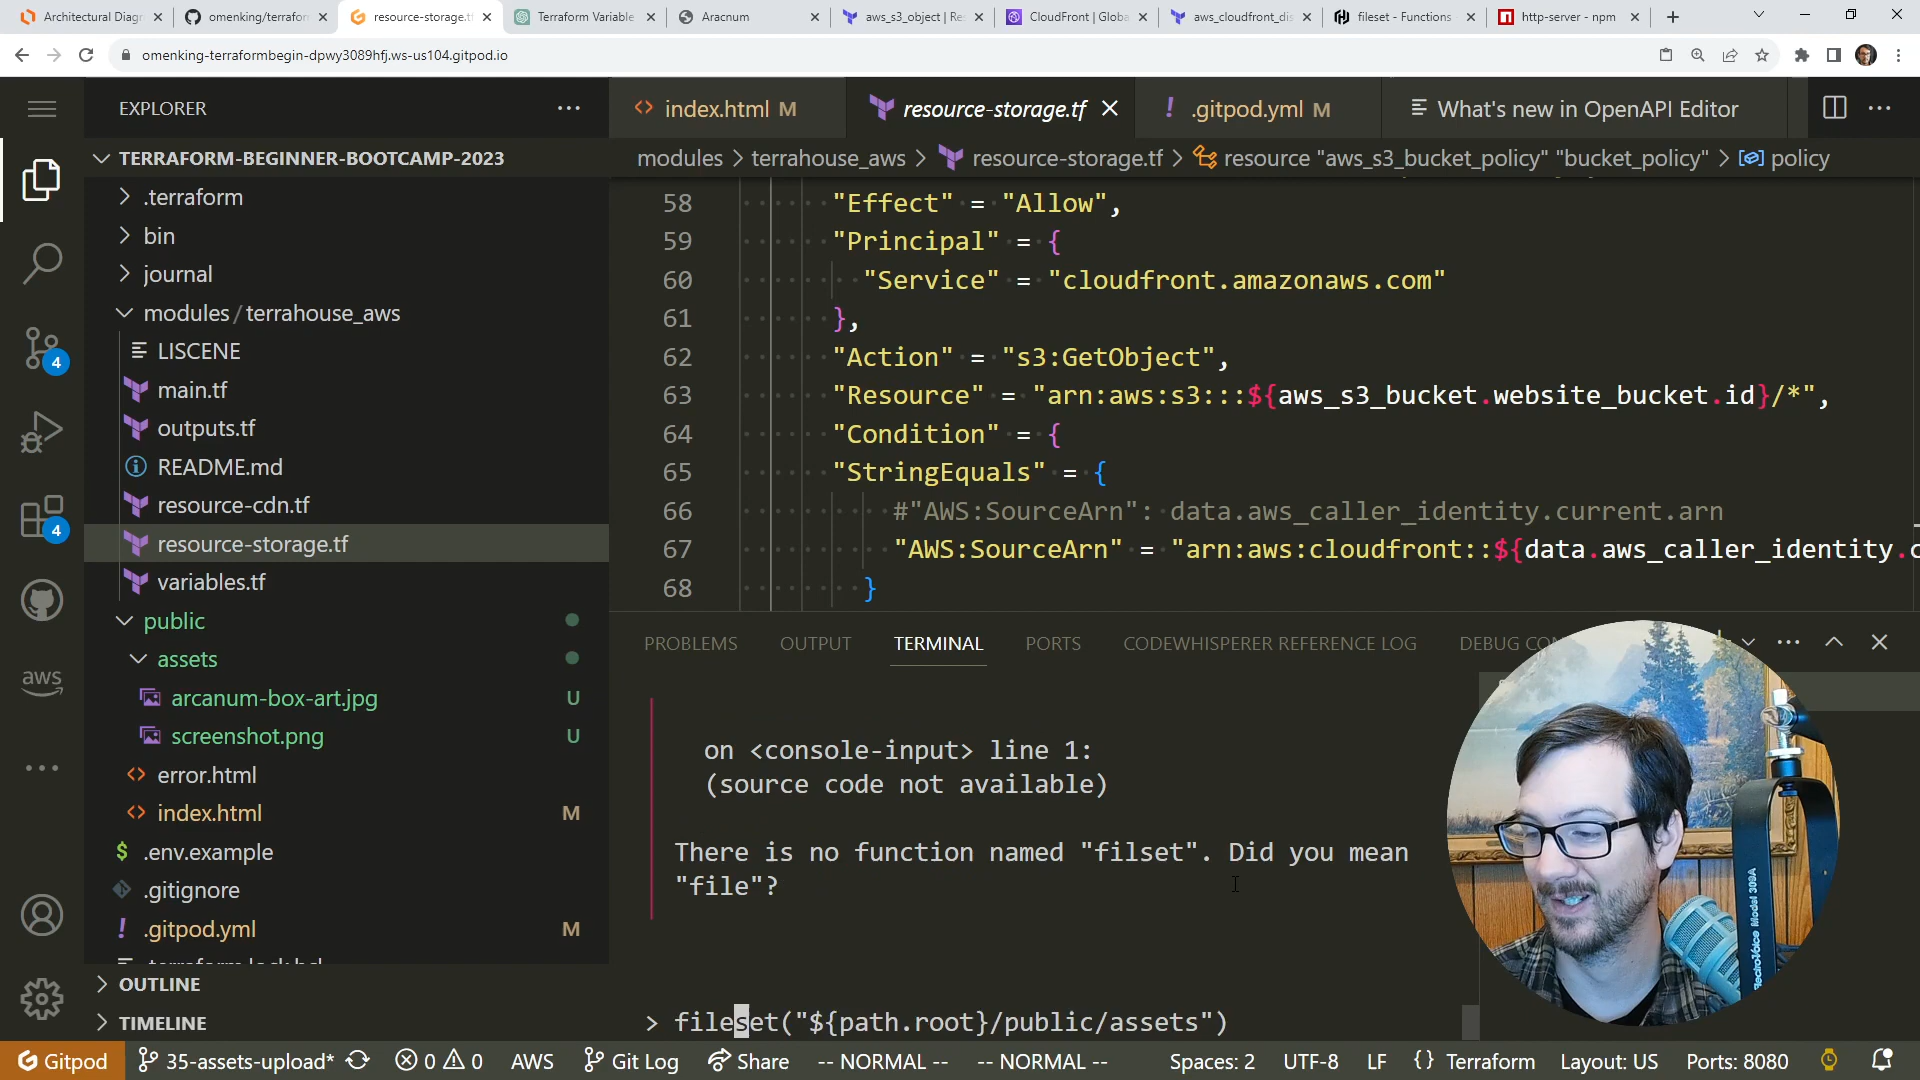 Architectural Diagr
omenking/terrafor
resource-storage.t
Terraform Variable
Aracnum
aws_s3_object | Re
CloudFront | Globa
aws_cloudfront_dis
fileset - Functions
http-server - npm
omenking-terraformbegin-dpwy3089hfj.ws-us104.gitpod.io
EXPLORER
index.html M
resource-storage.tf
.gitpod.yml M
What's new in OpenAPI Editor
TERRAFORM-BEGINNER-BOOTCAMP-2023
modules > terrahouse_aws > resource-storage.tf > resource "aws_s3_bucket_policy" "bucket_policy" > policy
.terraform
bin
journal
modules/terrahouse_aws
LISCENE
main.tf
outputs.tf
README.md
resource-cdn.tf
resource-storage.tf
variables.tf
public
assets
arcanum-box-art.jpg U
screenshot.png U
error.html
index.html M
.env.example
.gitignore
.gitpod.yml M
OUTLINE
TIMELINE
4
4
aws
58 "Effect" = "Allow",
59 "Principal" = {
60 "Service" = "cloudfront.amazonaws.com"
61 },
62 "Action" = "s3:GetObject",
63 "Resource" = "arn:aws:s3:::${aws_s3_bucket.website_bucket.id}/*",
64 "Condition" = {
65 "StringEquals" = {
66 #"AWS:SourceArn": data.aws_caller_identity.current.arn
67 "AWS:SourceArn" = "arn:aws:cloudfront::${data.aws_caller_identity.c
68 }
PROBLEMS OUTPUT TERMINAL PORTS CODEWHISPERER REFERENCE LOG DEBUG CON
on <console-input> line 1:
(source code not available)
There is no function named "filset". Did you mean
"file"?
> fileset("${path.root}/public/assets")
ElectroVoice Model 309A
Gitpod 35-assets-upload* 0 0 AWS Git Log Share -- NORMAL -- -- NORMAL -- Spaces: 2 UTF-8 LF {} Terraform Layout: US Ports: 8080